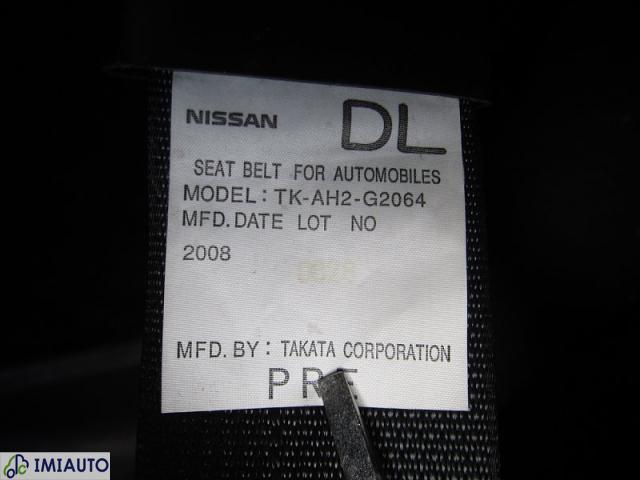 NISSAN DL
SEAT BELT FOR AUTOMOBILES
MODEL: TK-AH2-G2064
MFD.DATE LOT NO
2008
MFD. BY: TAKATA CORPORATION
IMIAUTO